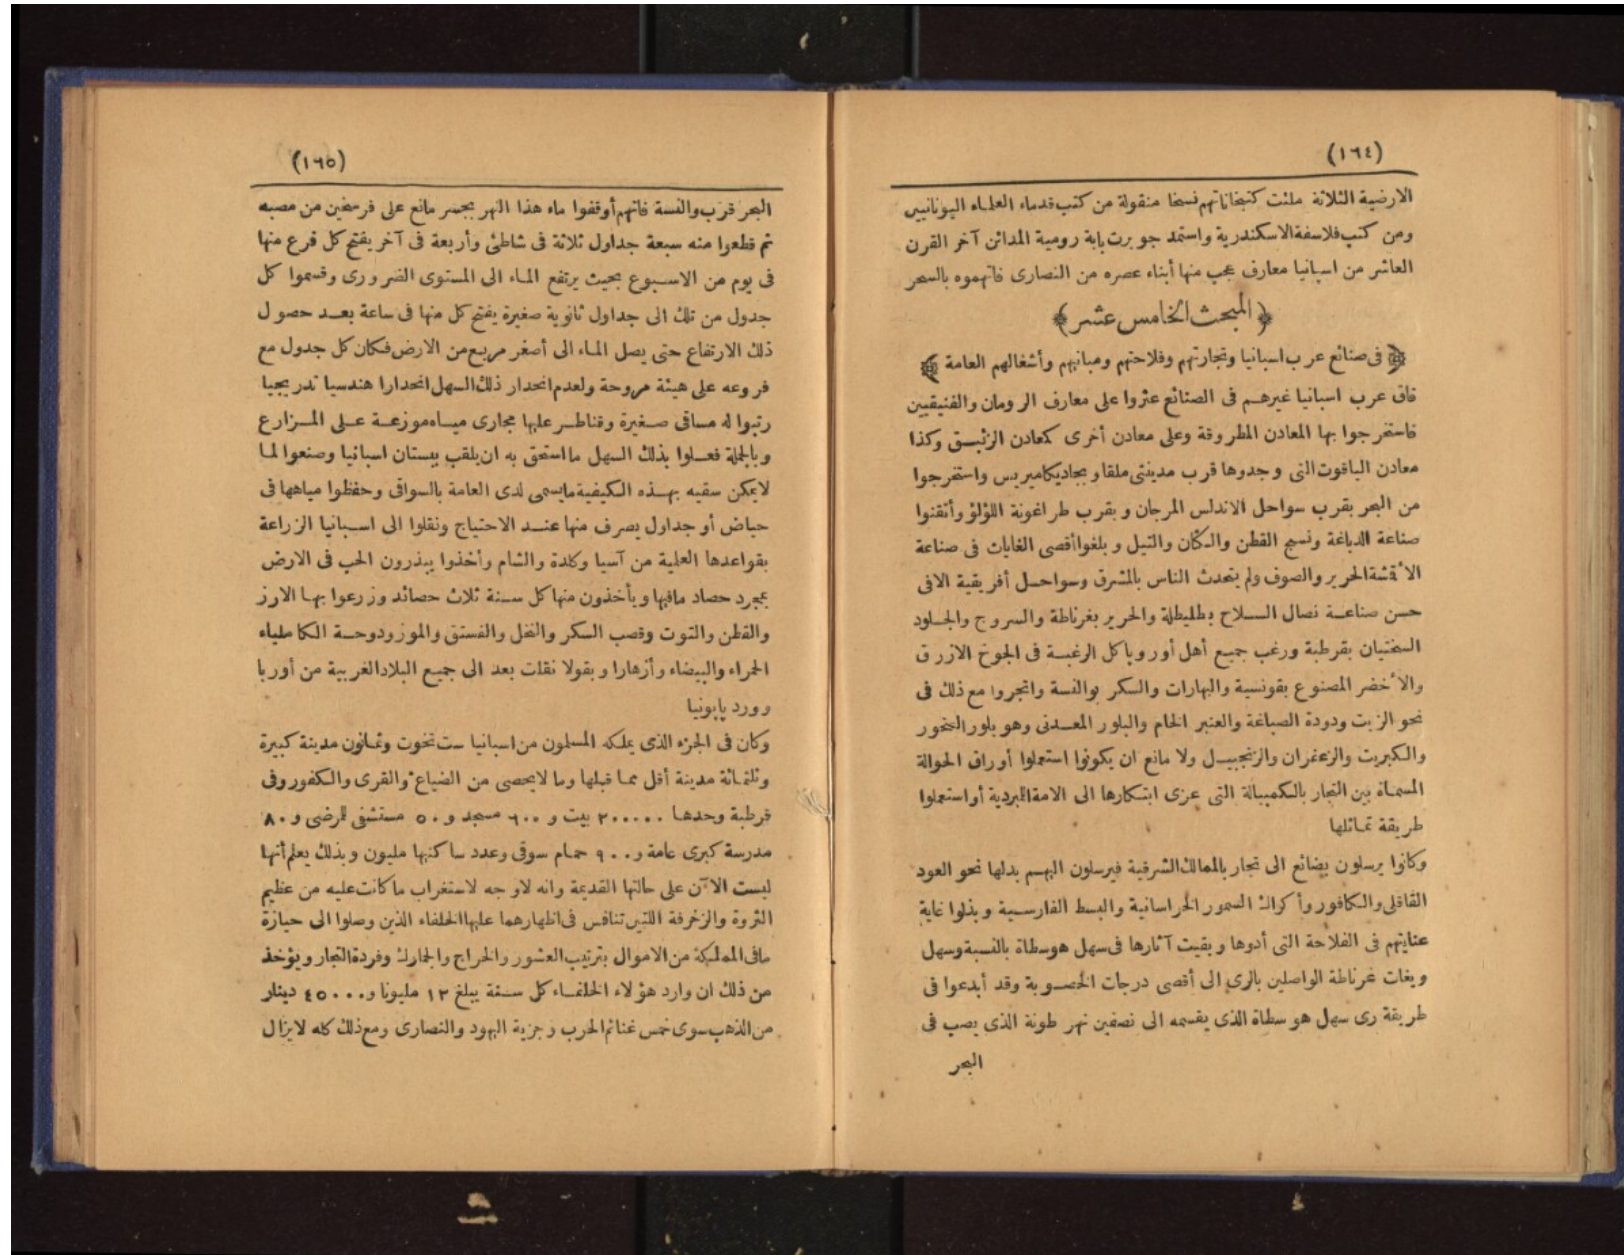 (١٦٤)
الارضية الثلاثة ملئت كتبخاناتهم نسخا منقولة من كتب قدماء العلماء اليونانيين
ومن كتب فلاسفة الاسكندرية واستمد جو برت بابة رومية المدائن آخر القرن
العاشر من اسپانيا معارف عجب منها أبناء عصره من النصارى فاتهموه بالسحر
﴿ المبحث الخامس عشر ﴾
﴿ فى صنائع عرب اسپانيا وتجارتهم وفلاحتهم ومبانيهم وأشغالهم العامة ﴾
فاق عرب اسپانيا غيرهم فى الصنائع عثروا على معارف الرومان والفنيقيين
فاستخرجوا بها المعادن المطروقة وعلى معادن أخرى كمعادن الزئبق وكذا
معادن الياقوت التى وجدوها قرب مدينتى ملقا وبجاديكاميريس واستخرجوا
من البحر بقرب سواحل الاندلس المرجان وبقرب طراغونة اللؤلؤ وأتقنوا
صناعة الدباغة ونسج القطن والكتان والتيل وبلغوا أقصى الغايات فى صناعة
الأقشة الحرير والصوف ولم يتحدث الناس بالمشرق وسواحل أفريقية الا فى
حسن صناعة نصال السلاح بطليطلة والحرير بغرناطة والسروج والجلود
السختيان بقرطبة ورغب جميع أهل أوروپا كل الرغبة فى الجوخ الازرق
والأخضر المصنوع بقونسية والبهارات والسكر بوالنسة واتجروا مع ذلك فى
نحو الزيت ودودة الصباغة والعنبر الخام والبلور المعدنى وهو بلور الصخور
والكبريت والزعفران والزنجبيل ولا مانع ان يكونوا استعملوا أوراق الحوالة
المسماة بين التجار بالكمبيالة التى عزى ابتكارها الى الامة اللمبردية أو استعملوا
طريقة تماثلها
وكانوا يرسلون بضائع الى تجار بالممالك الشرقية فيرسلون اليهم بدلها نحو العود
القاقلى والكافور وأكراك السمور الخراسانية والبسط الفارسية وبذلوا غاية
عنايتهم فى الفلاحة التى أدوها وبقيت آثارها فى سهل هوسطاة بالنسة وسهل
ويغات غرناطة الواصلين بالرى الى أقصى درجات الخصوبة وقد أبدعوا فى
طريقة رى سهل هوسطاة الذى يقسمه الى نصفين نهر طونة الذى يصب فى
البحر
(١٦٥)
البحر قرب والنسة فانهم أوقفوا ماء هذا النهر بجسر مانع على فرسخين من مصبه
ثم قطعوا منه سبعة جداول ثلاثة فى شاطئ وأربعة فى آخر يفتح كل فرع منها
فى يوم من الاسبوع بحيث يرتفع الماء الى المستوى الضرورى وقسموا كل
جدول من تلك الى جداول ثانوية صغيرة يفتح كل منها فى ساعة بعد حصول
ذلك الارتفاع حتى يصل الماء الى أصغر مربع من الارض فكان كل جدول مع
فروعه على هيئة مروحة ولعدم انحدار ذلك السهل انحدارا هندسيا تدريجيا
رتبوا له مساقى صغيرة وقناطر عليها مجارى مياه موزعة على المزارع
وبالجملة فعلوا بذلك السهل ما استحق به ان يلقب ببستان اسپانيا وصنعوا لما
لا يمكن سقيه بهذه الكيفية ما يسمى لدى العامة بالسواقى وحفظوا مياهها فى
حياض أو جداول يصرف منها عند الاحتياج ونقلوا الى اسپانيا الزراعة
بقواعدها العلمية من آسيا وكلدة والشام وأخذوا يبذرون الحب فى الارض
بمجرد حصاد ما فيها ويأخذون منها كل سنة ثلاث حصائد وزرعوا بها الارز
والقطن والتوت وقصب السكر والنخل والفستق والموز ودوحة الكاملياء
الحمراء والبيضاء وأزهارا وبقولا نقلت بعد الى جميع البلاد الغربية من أوروپا
وورد ياپونيا
وكان فى الجزء الذى يملكه المسلمون من اسپانيا ست تخوت وثمانون مدينة كبيرة
وثلثمائة مدينة أقل مما قبلها وما لا يحصى من الضياع والقرى والكفور وفى
قرطبة وحدها ٢٠٠٠٠٠ بيت و ٦٠٠ مسجد و ٥٠ مستشفى للمرضى و ٨٠
مدرسة كبرى عامة و ٩٠٠ حمام سوقى وعدد ساكنيها مليون وبذلك يعلم أنها
ليست الآن على حالتها القديمة وانه لا وجه لاستغراب ما كانت عليه من عظيم
الثروة والزخرفة اللتين تنافس فى اظهارهما عليها الخلفاء الذين وصلوا الى حيازة
ما فى المملكة من الاموال بترتيب العشور والخراج والجمارك وفردة التجار ويؤخذ
من ذلك ان وارد هؤلاء الخلفاء كل سنة يبلغ ١٢ مليونا و ٤٥٠٠٠ دينار
من الذهب سوى خمس غنائم الحرب وجزية اليهود والنصارى ومع ذلك كله لا يزال